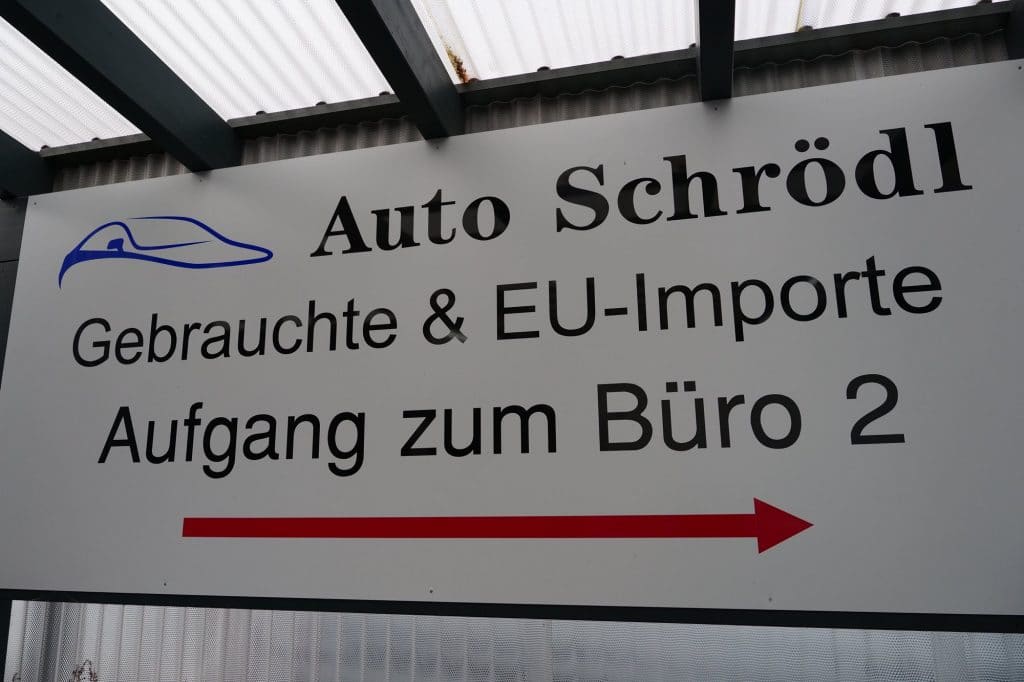 Auto Schrödl
Gebrauchte & EU-Importe
Aufgang zum Büro 2